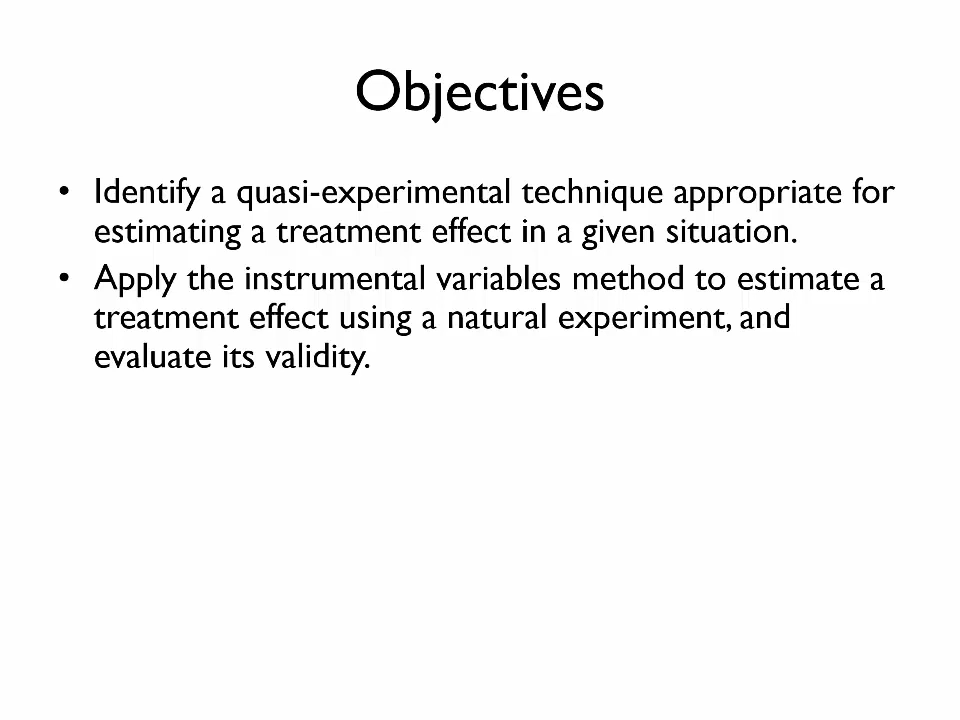 Objectives
• Identify a quasi-experimental technique appropriate for
estimating a treatment effect in a given situation.
• Apply the instrumental variables method to estimate a
treatment effect using a natural experiment, and
evaluate its validity.